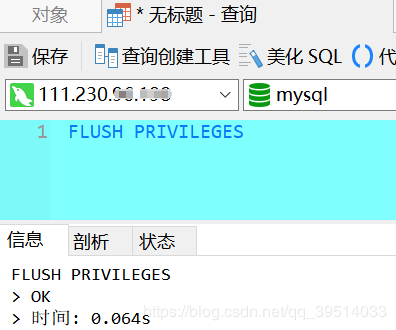 对象
* 无标题 - 查询
保存
查询创建工具
美化 SQL
代
111.230.
mysql
1
FLUSH PRIVILEGES
信息
剖析
状态
FLUSH PRIVILEGES
> OK
> 时间: 0.064s
https://blog.csdn.net/qq_39514033